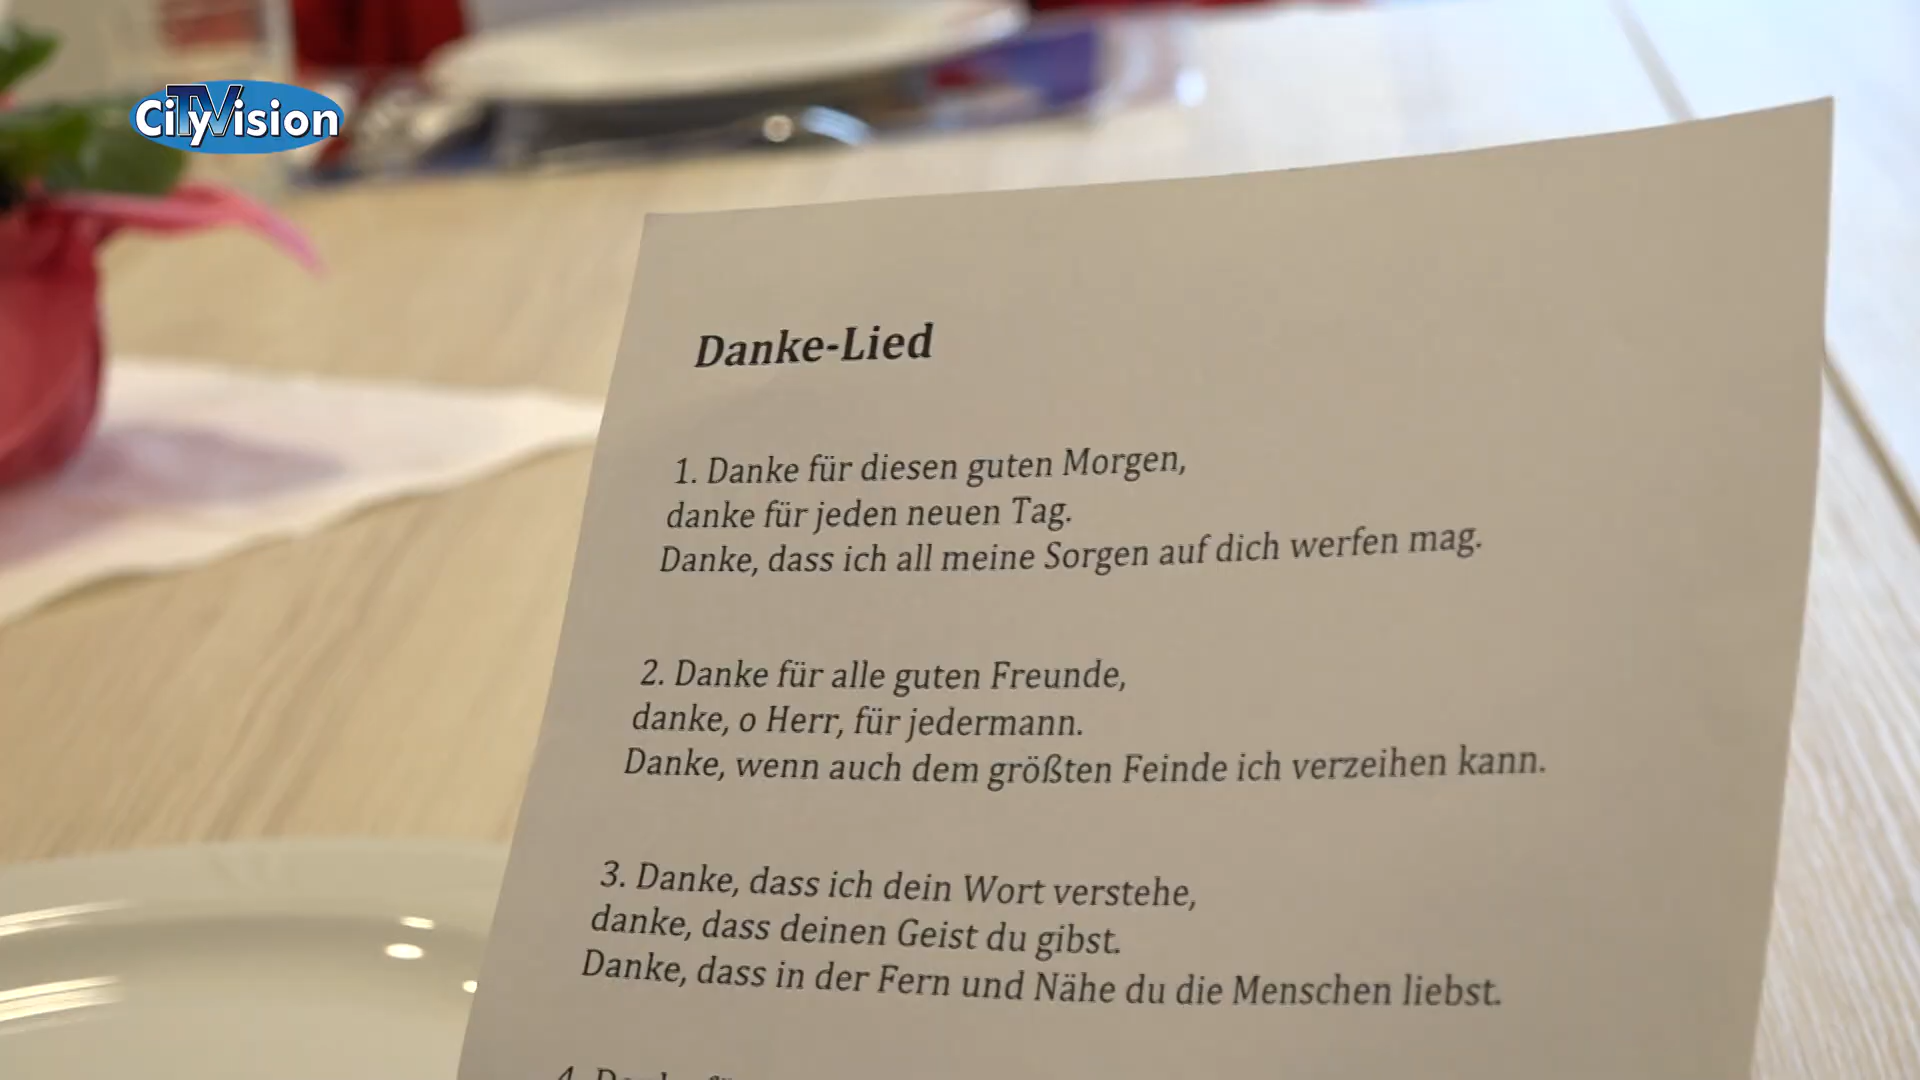 CityVision
TV
Danke-Lied
1. Danke für diesen guten Morgen,
danke für jeden neuen Tag.
Danke, dass ich all meine Sorgen auf dich werfen mag.
2. Danke für alle guten Freunde,
danke, o Herr, für jedermann.
Danke, wenn auch dem größten Feinde ich verzeihen kann.
3. Danke, dass ich dein Wort verstehe,
danke, dass deinen Geist du gibst.
Danke, dass in der Fern und Nähe du die Menschen liebst.
4.